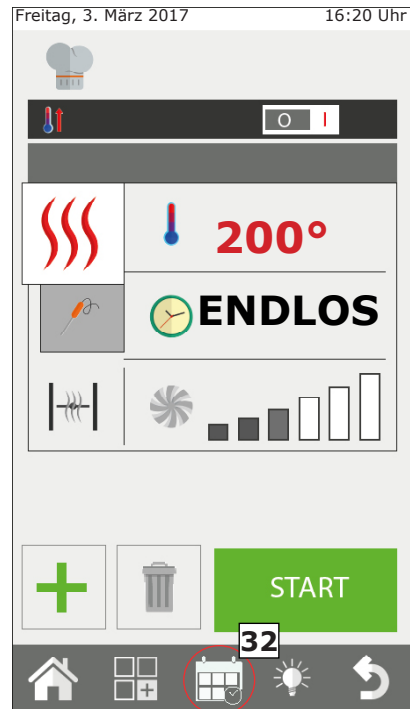 Freitag, 3. März 2017 16:20 Uhr
O I
200°
ENDLOS
START
32